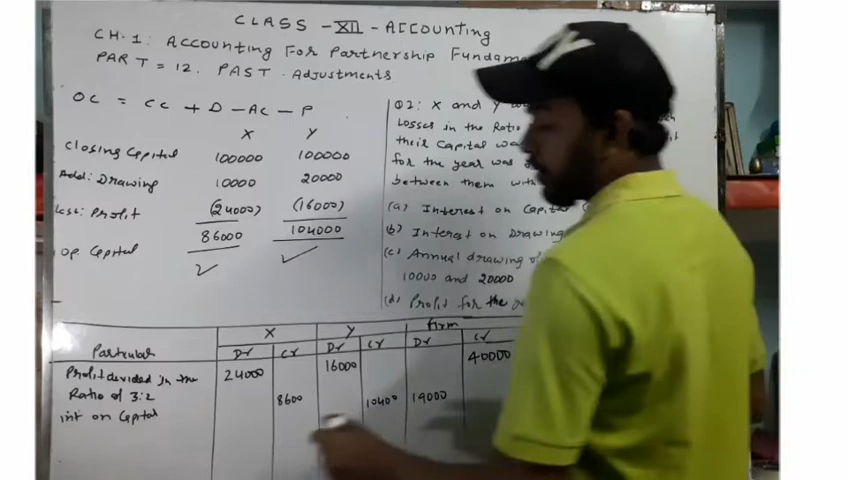 CLASS - XII - ACCOUNTING
CH.1: ACCOUNTING For PARTNERSHIP
PART = 12. PAST. Adjustments
OC = CC + D - AC - P
X Y
Closing Capital 100000 100000
Add: Drawing 10000 20000
Less: Profit (24000) (16000)
86000 104000
OP. Capital
Q2: X and Y
Losses in the Ratio
their Capital
for the year was
between them
(a) Interest on Capital
(b) Interest on Drawing
(c) Annual drawing of
10000 and 20000
(d) Profit for the
X Y firm
Particular Dr Cr Dr Cr Dr Cr
Profit divided in the 24000 16000 40000
Ratio of 3:2
int on Capital 8600 10400 19000